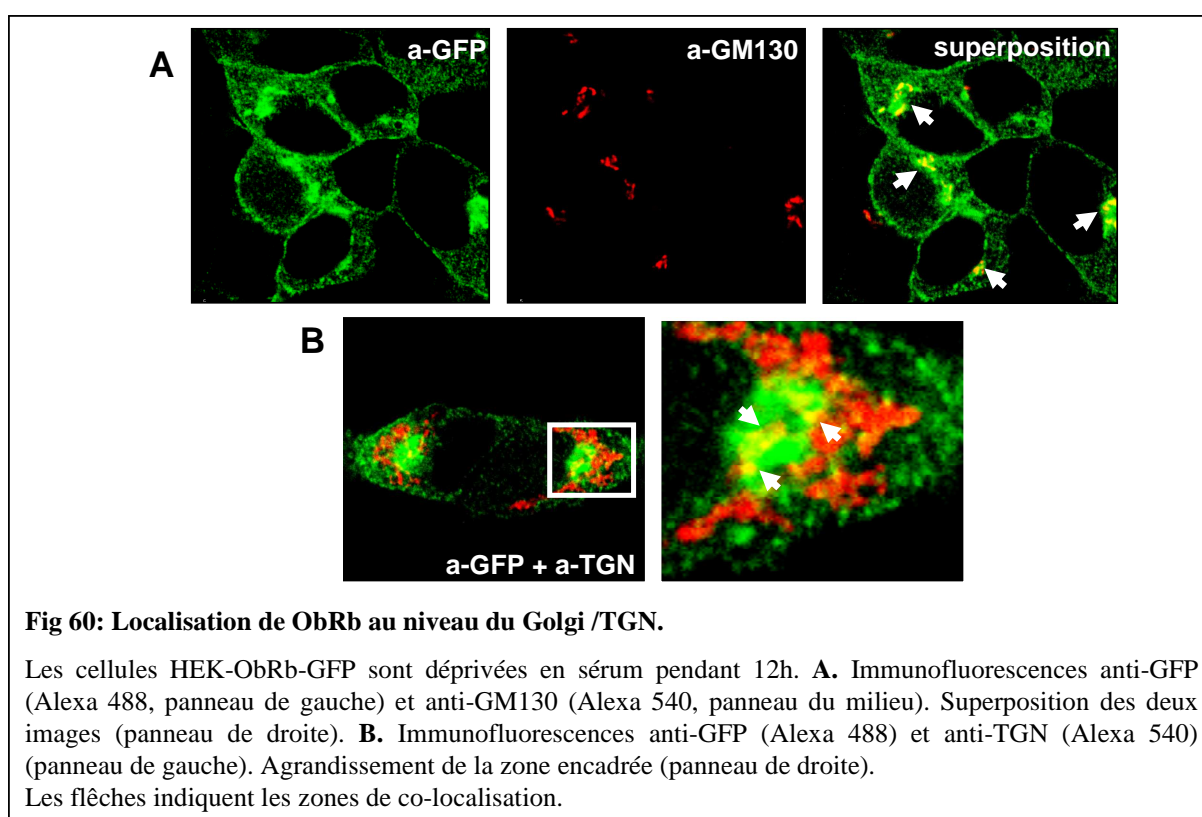 A
a-GFP
a-GM130
superposition
B
a-GFP + a-TGN
Fig 60: Localisation de ObRb au niveau du Golgi /TGN.
Les cellules HEK-ObRb-GFP sont déprivées en sérum pendant 12h. A. Immunofluorescences anti-GFP
(Alexa 488, panneau de gauche) et anti-GM130 (Alexa 540, panneau du milieu). Superposition des deux
images (panneau de droite). B. Immunofluorescences anti-GFP (Alexa 488) et anti-TGN (Alexa 540)
(panneau de gauche). Agrandissement de la zone encadrée (panneau de droite).
Les flêches indiquent les zones de co-localisation.